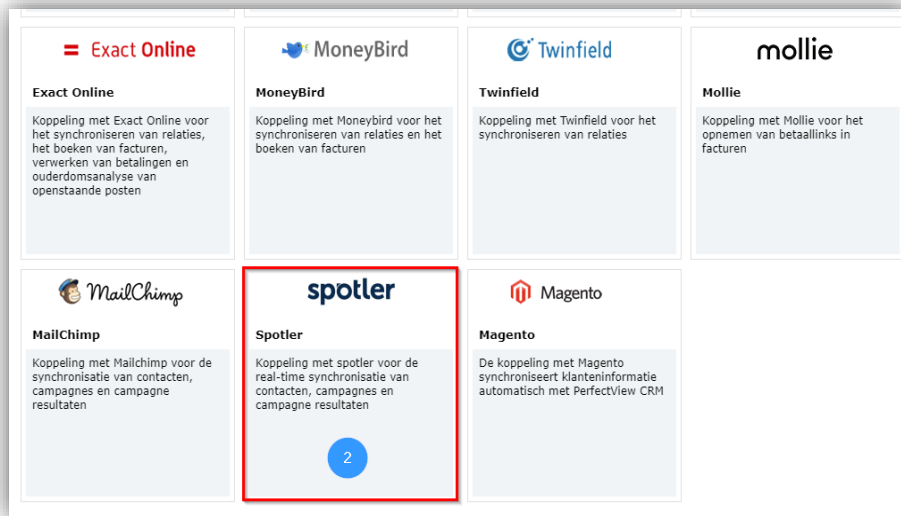 Exact Online
MoneyBird
Twinfield
mollie
Exact Online
MoneyBird
Twinfield
Mollie
Koppeling met Exact Online voor
het synchroniseren van relaties,
het boeken van facturen,
verwerken van betalingen en
ouderdomsanalyse van
openstaande posten
Koppeling met Moneybird voor het
synchroniseren van relaties en het
boeken van facturen
Koppeling met Twinfield voor het
synchroniseren van relaties
Koppeling met Mollie voor het
opnemen van betaallinks in
facturen
MailChimp
spotler
Magento
MailChimp
Spotler
Magento
Koppeling met Mailchimp voor de
synchronisatie van contacten,
campagnes en campagne
resultaten
Koppeling met spotler voor de
real-time synchronisatie van
contacten, campagnes en
campagne resultaten
2
De koppeling met Magento
synchroniseert klanteninformatie
automatisch met PerfectView CRM